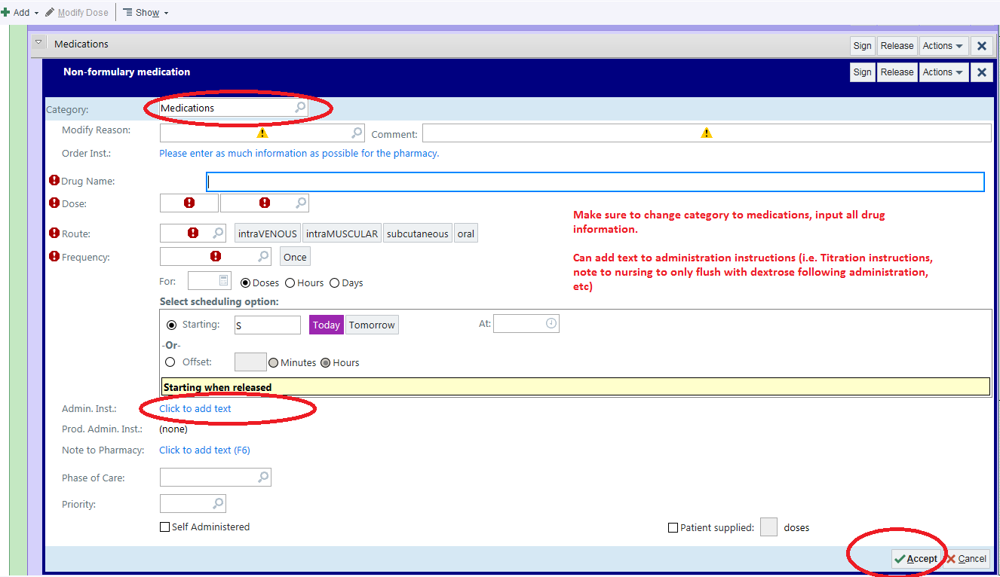 Add Modify Dose Show
Medications Sign Release Actions
Non-formulary medication Sign Release Actions
Category: Medications
Modify Reason: Comment:
Order Inst.: Please enter as much information as possible for the pharmacy.
Drug Name:
Dose:
Make sure to change category to medications, input all drug
information.
Route: intraVENOUS intraMUSCULAR subcutaneous oral
Frequency: Once
Can add text to administration instructions (i.e. Titration instructions,
note to nursing to only flush with dextrose following administration,
etc)
For: Doses Hours Days
Select scheduling option:
Starting: S Today Tomorrow At:
-Or-
Offset: Minutes Hours
Starting when released
Admin. Inst.: Click to add text
Prod. Admin. Inst.: (none)
Note to Pharmacy: Click to add text (F6)
Phase of Care:
Priority:
Self Administered Patient supplied: doses
Accept Cancel